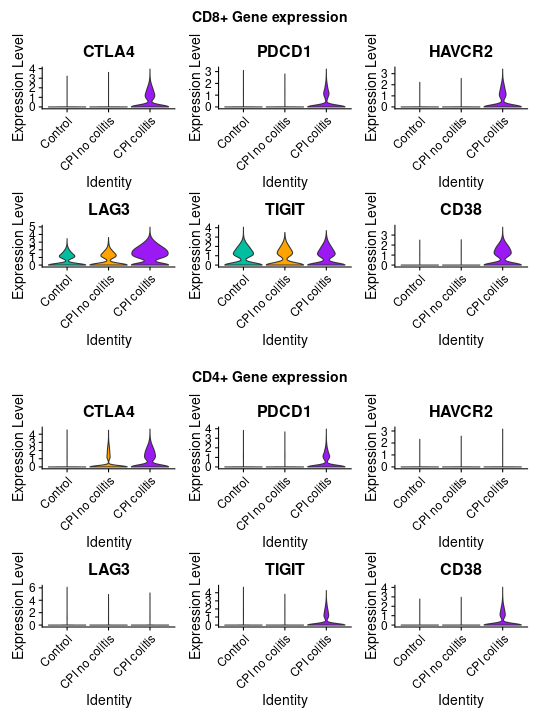 CD8+ Gene expression
CTLA4
Expression Level
4
3
2
1
0
Control
CPI no colitis
CPI colitis
Identity
PDCD1
Expression Level
3
2
1
0
Control
CPI no colitis
CPI colitis
Identity
HAVCR2
Expression Level
3
2
1
0
Control
CPI no colitis
CPI colitis
Identity
LAG3
Expression Level
5
4
3
2
1
0
Control
CPI no colitis
CPI colitis
Identity
TIGIT
Expression Level
4
3
2
1
0
Control
CPI no colitis
CPI colitis
Identity
CD38
Expression Level
3
2
1
0
Control
CPI no colitis
CPI colitis
Identity
CD4+ Gene expression
CTLA4
Expression Level
4
3
2
1
0
Control
CPI no colitis
CPI colitis
Identity
PDCD1
Expression Level
4
3
2
1
0
Control
CPI no colitis
CPI colitis
Identity
HAVCR2
Expression Level
3
2
1
0
Control
CPI no colitis
CPI colitis
Identity
LAG3
Expression Level
6
4
2
0
Control
CPI no colitis
CPI colitis
Identity
TIGIT
Expression Level
4
3
2
1
0
Control
CPI no colitis
CPI colitis
Identity
CD38
Expression Level
4
3
2
1
0
Control
CPI no colitis
CPI colitis
Identity